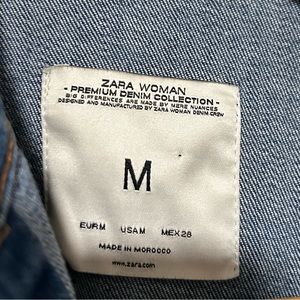 ZARA WOMAN
- PREMIUM DENIM COLLECTION -
BIG DIFFERENCES ARE MADE BY MERE NUANCES
DESIGNED AND MANUFACTURED BY ZARA WOMAN DENIM CREW
M
EUR M USA M MEX 28
MADE IN MOROCCO
www.zara.com